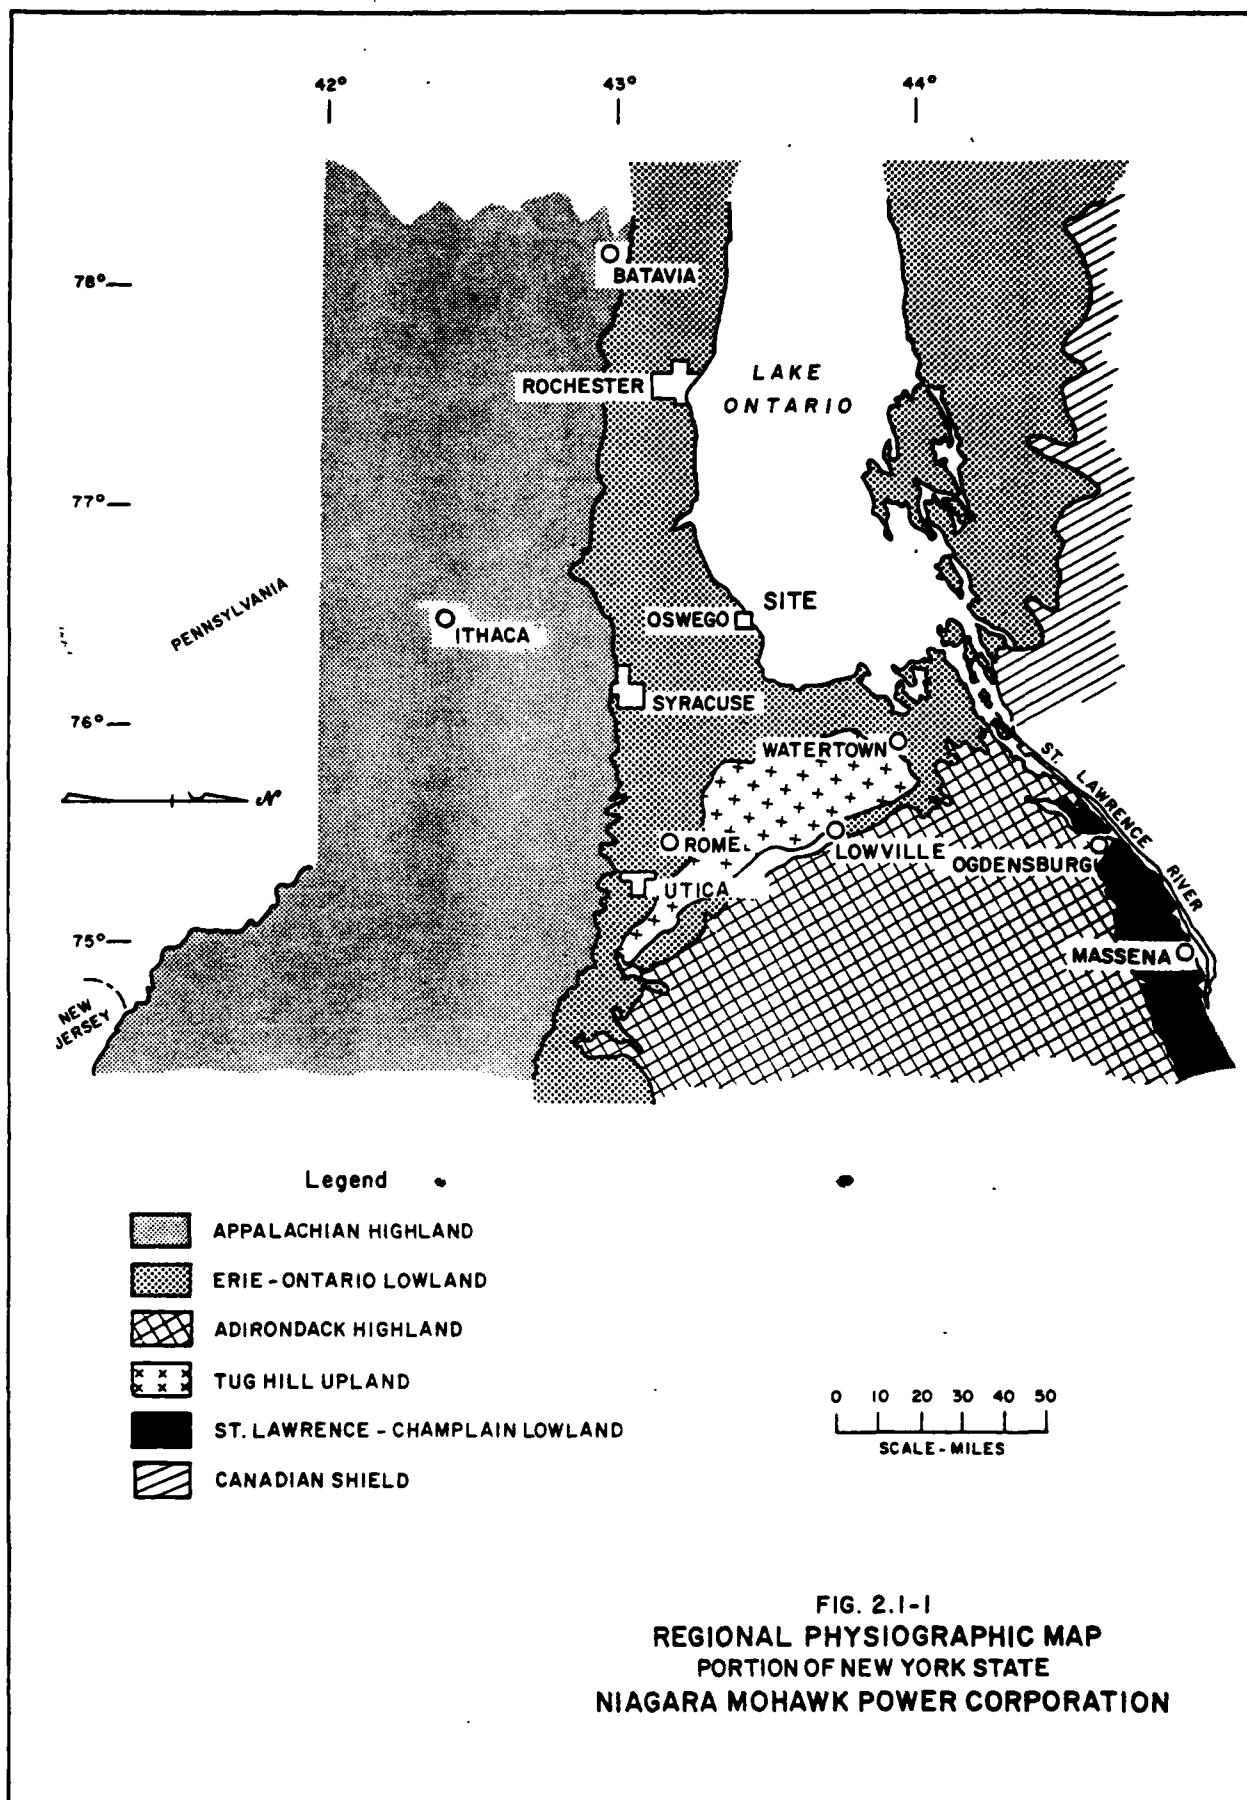 42° 43° 44°
78°
BATAVIA
ROCHESTER
LAKE
ONTARIO
77°
PENNSYLVANIA
SITE
OSWEGO
ITHACA
SYRACUSE
76°
WATERTOWN
ST. LAWRENCE RIVER
N
ROME
LOWVILLE
OGDENSBURG
UTICA
75°
MASSENA
NEW
JERSEY
Legend
APPALACHIAN HIGHLAND
ERIE - ONTARIO LOWLAND
ADIRONDACK HIGHLAND
TUG HILL UPLAND
ST. LAWRENCE - CHAMPLAIN LOWLAND
CANADIAN SHIELD
0 10 20 30 40 50
SCALE - MILES
FIG. 2.1-1
REGIONAL PHYSIOGRAPHIC MAP
PORTION OF NEW YORK STATE
NIAGARA MOHAWK POWER CORPORATION